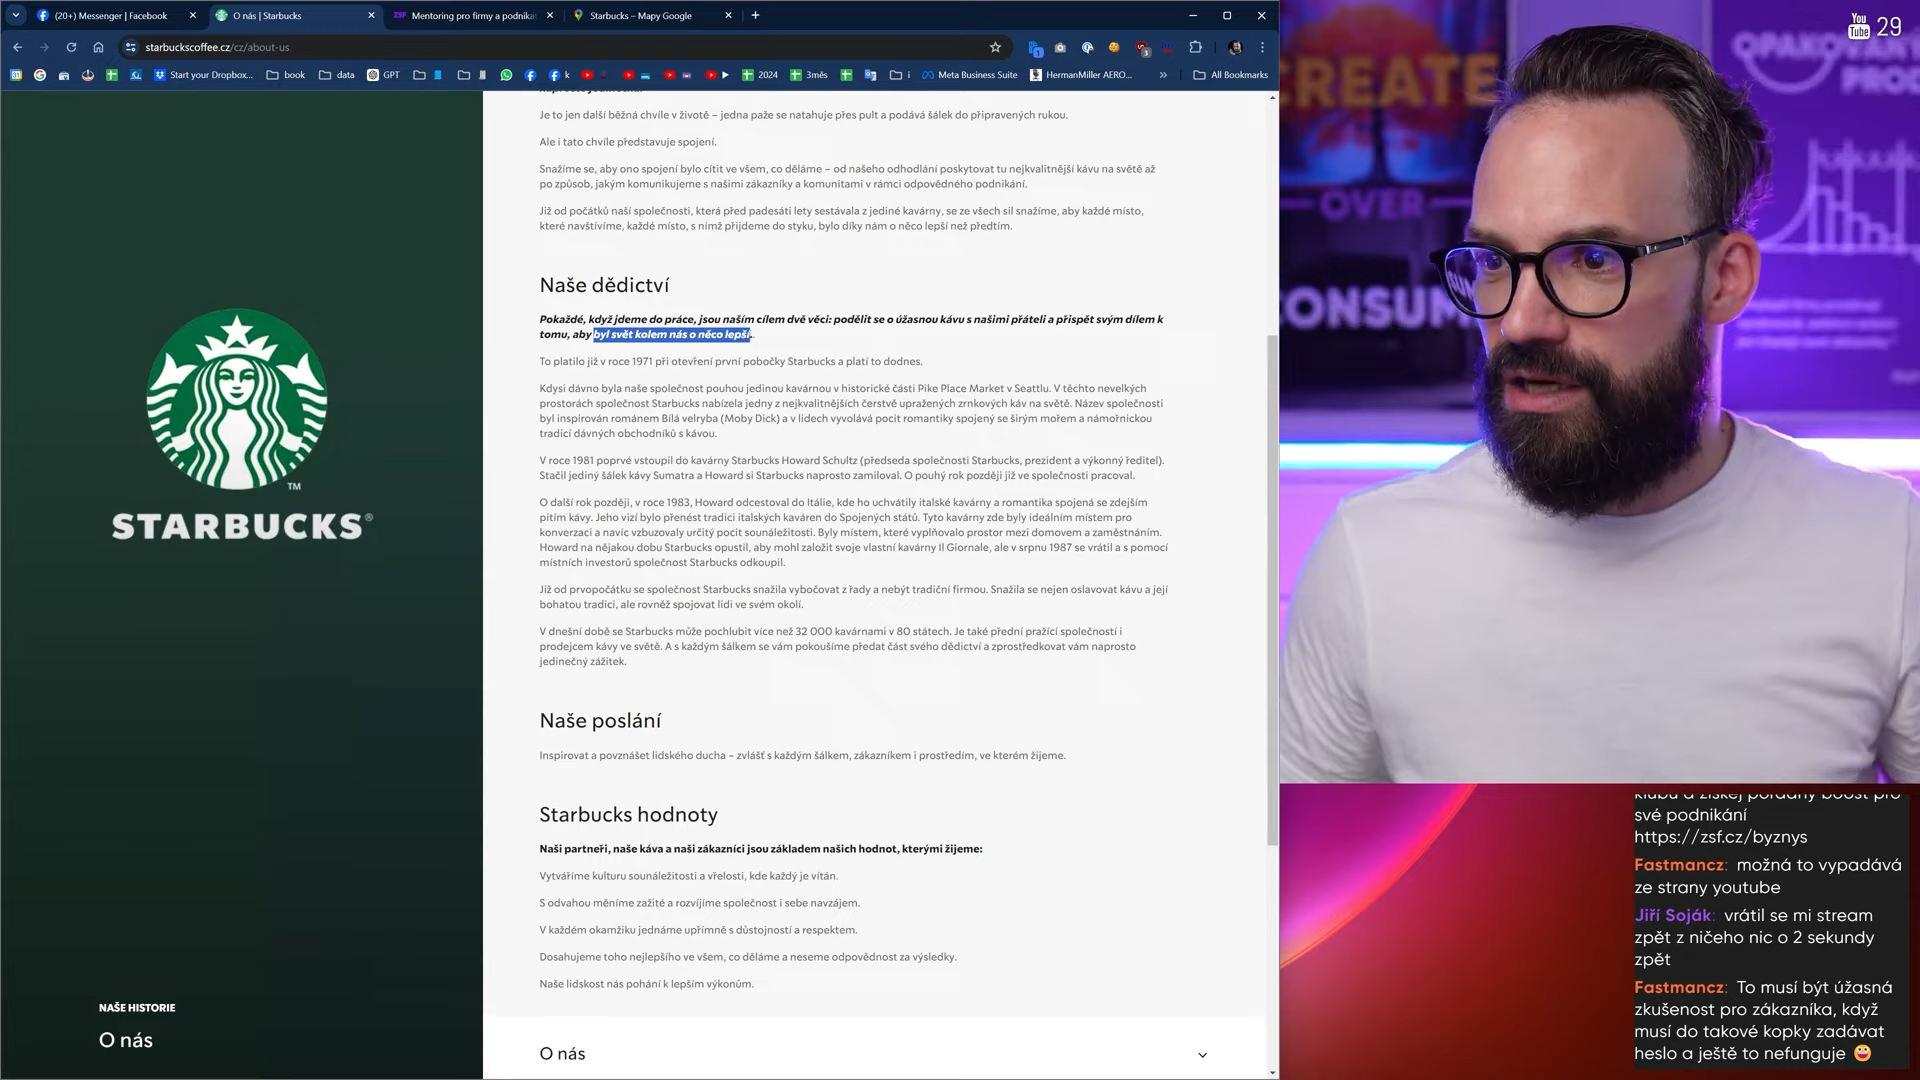 (20+) Messenger | Facebook
O nás | Starbucks
Mentoring pro firmy a podnikat
Starbucks – Mapy Google
starbuckscoffee.cz/cz/about-us
Start your Dropbox...
book
data
GPT
k
2024
3měs
i
Meta Business Suite
HermanMiller AERO...
»
All Bookmarks
Je to jen další běžná chvíle v životě – jedna paže se natahuje přes pult a podává šálek do připravených rukou.
Ale i tato chvíle představuje spojení.
Snažíme se, aby ono spojení bylo cítit ve všem, co děláme – od našeho odhodlání poskytovat tu nejkvalitnější kávu na světě až
po způsob, jakým komunikujeme s našimi zákazníky a komunitami v rámci odpovědného podnikání.
Již od počátků naší společnosti, která před padesáti lety sestávala z jediné kavárny, se ze všech sil snažíme, aby každé místo,
které navštívíme, každé místo, s nímž přijdeme do styku, bylo díky nám o něco lepší než předtím.
Naše dědictví
Pokaždé, když jdeme do práce, jsou naším cílem dvě věci: podělit se o úžasnou kávu s našimi přáteli a přispět svým dílem k
tomu, aby byl svět kolem nás o něco lepší.
To platilo již v roce 1971 při otevření první pobočky Starbucks a platí to dodnes.
Kdysi dávno byla naše společnost pouhou jedinou kavárnou v historické části Pike Place Market v Seattlu. V těchto nevelkých
prostorách společnost Starbucks nabízela jedny z nejkvalitnějších čerstvě upražených zrnkových káv na světě. Název společnosti
byl inspirován románem Bílá velryba (Moby Dick) a v lidech vyvolává pocit romantiky spojený se širým mořem a námořnickou
tradicí dávných obchodníků s kávou.
V roce 1981 poprvé vstoupil do kavárny Starbucks Howard Schultz (předseda společnosti Starbucks, prezident a výkonný ředitel).
Stačil jediný šálek kávy Sumatra a Howard si Starbucks naprosto zamiloval. O pouhý rok později již ve společnosti pracoval.
O další rok později, v roce 1983, Howard odcestoval do Itálie, kde ho uchvátily italské kavárny a romantika spojená se zdejším
pitím kávy. Jeho vizí bylo přenést tradici italských kaváren do Spojených států. Tyto kavárny zde byly ideálním místem pro
konverzaci a navíc vzbuzovaly určitý pocit sounáležitosti. Byly místem, které vyplňovalo prostor mezi domovem a zaměstnáním.
Howard na nějakou dobu Starbucks opustil, aby mohl založit svoje vlastní kavárny Il Giornale, ale v srpnu 1987 se vrátil a s pomocí
místních investorů společnost Starbucks odkoupil.
Již od prvopočátku se společnost Starbucks snažila vybočovat z řady a nebýt tradiční firmou. Snažila se nejen oslavovat kávu a její
bohatou tradici, ale rovněž spojovat lidi ve svém okolí.
V dnešní době se Starbucks může pochlubit více než 32 000 kavárnami v 80 státech. Je také přední pražící společností i
prodejcem kávy ve světě. A s každým šálkem se vám pokoušíme předat část svého dědictví a zprostředkovat vám naprosto
jedinečný zážitek.
Naše poslání
Inspirovat a povznášet lidského ducha – zvlášť s každým šálkem, zákazníkem i prostředím, ve kterém žijeme.
Starbucks hodnoty
Naši partneři, naše káva a naši zákazníci jsou základem našich hodnot, kterými žijeme:
Vytváříme kulturu sounáležitosti a vřelosti, kde každý je vítán.
S odvahou měníme zažité a rozvíjíme společnost i sebe navzájem.
V každém okamžiku jednáme upřímně s důstojností a respektem.
Dosahujeme toho nejlepšího ve všem, co děláme a neseme odpovědnost za výsledky.
Naše lidskost nás pohání k lepším výkonům.
O nás
STARBUCKS®
TM
NAŠE HISTORIE
O nás
You Tube 29
CREATE
OVER
CONSUM
OPAKOVANÝ
PROD
klubu a získej pořádný boost pro
své podnikání
https://zsf.cz/byznys
Fastmancz: možná to vypadává
ze strany youtube
Jiří Soják: vrátil se mi stream
zpět z ničeho nic o 2 sekundy
zpět
Fastmancz: To musí být úžasná
zkušenost pro zákazníka, když
musí do takové kopky zadávat
heslo a ještě to nefunguje